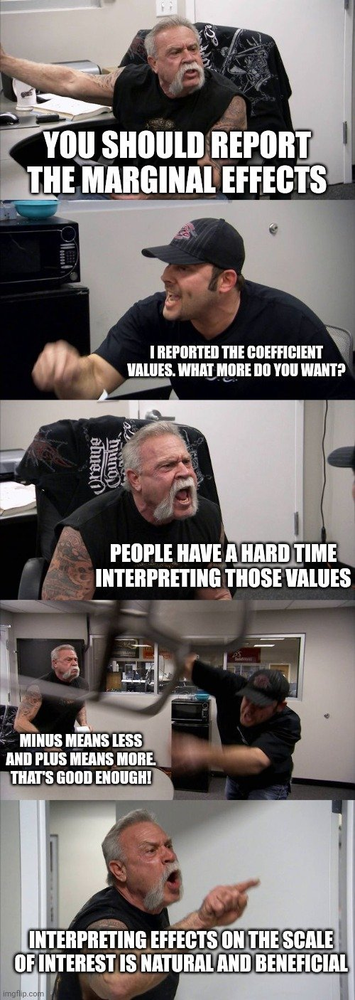 YOU SHOULD REPORT
THE MARGINAL EFFECTS
I REPORTED THE COEFFICIENT
VALUES. WHAT MORE DO YOU WANT?
Orange
County
PEOPLE HAVE A HARD TIME
INTERPRETING THOSE VALUES
MINUS MEANS LESS
AND PLUS MEANS MORE.
THAT'S GOOD ENOUGH!
INTERPRETING EFFECTS ON THE SCALE
OF INTEREST IS NATURAL AND BENEFICIAL
imgflip.com